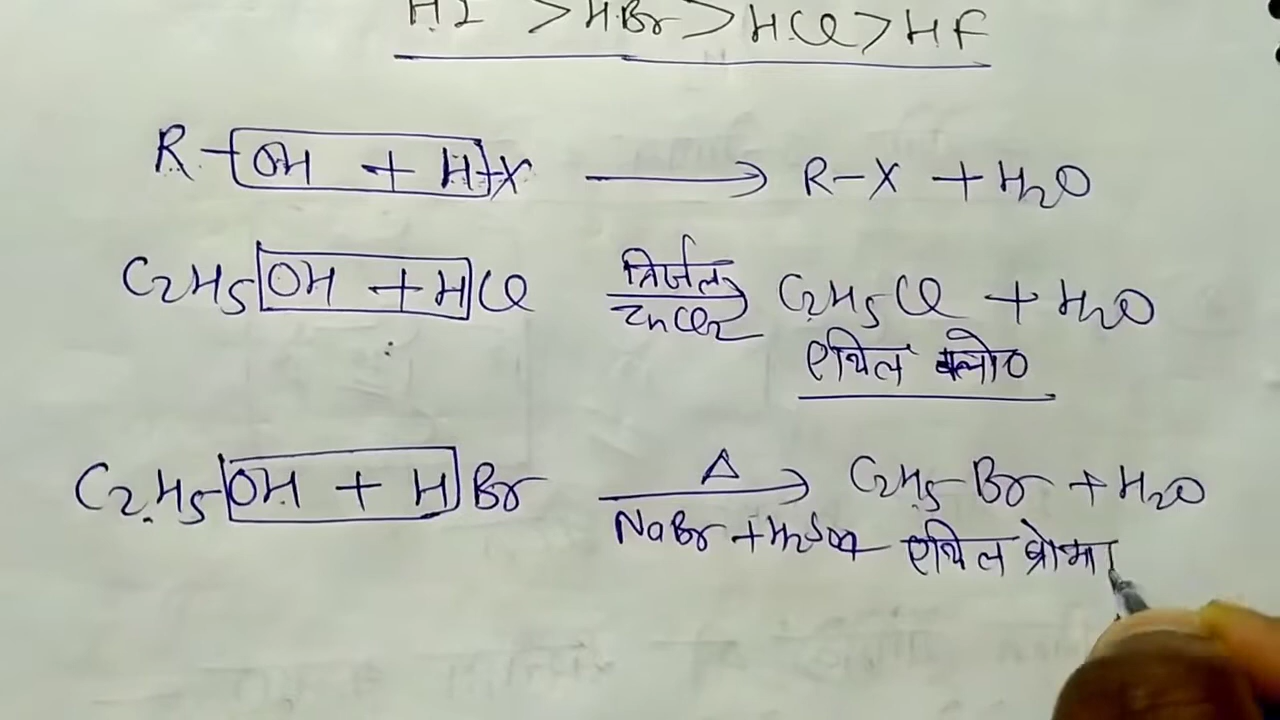 HI > HBr > HCl > HF
R-OH + H-X → R-X + H2O
C2H5OH + HCl निर्जल ZnCl2 → C2H5Cl + H2O
एथिल क्लो०
C2H5OH + HBr Δ → C2H5-Br + H2O
NaBr + H2SO4 एथिल ब्रोमा